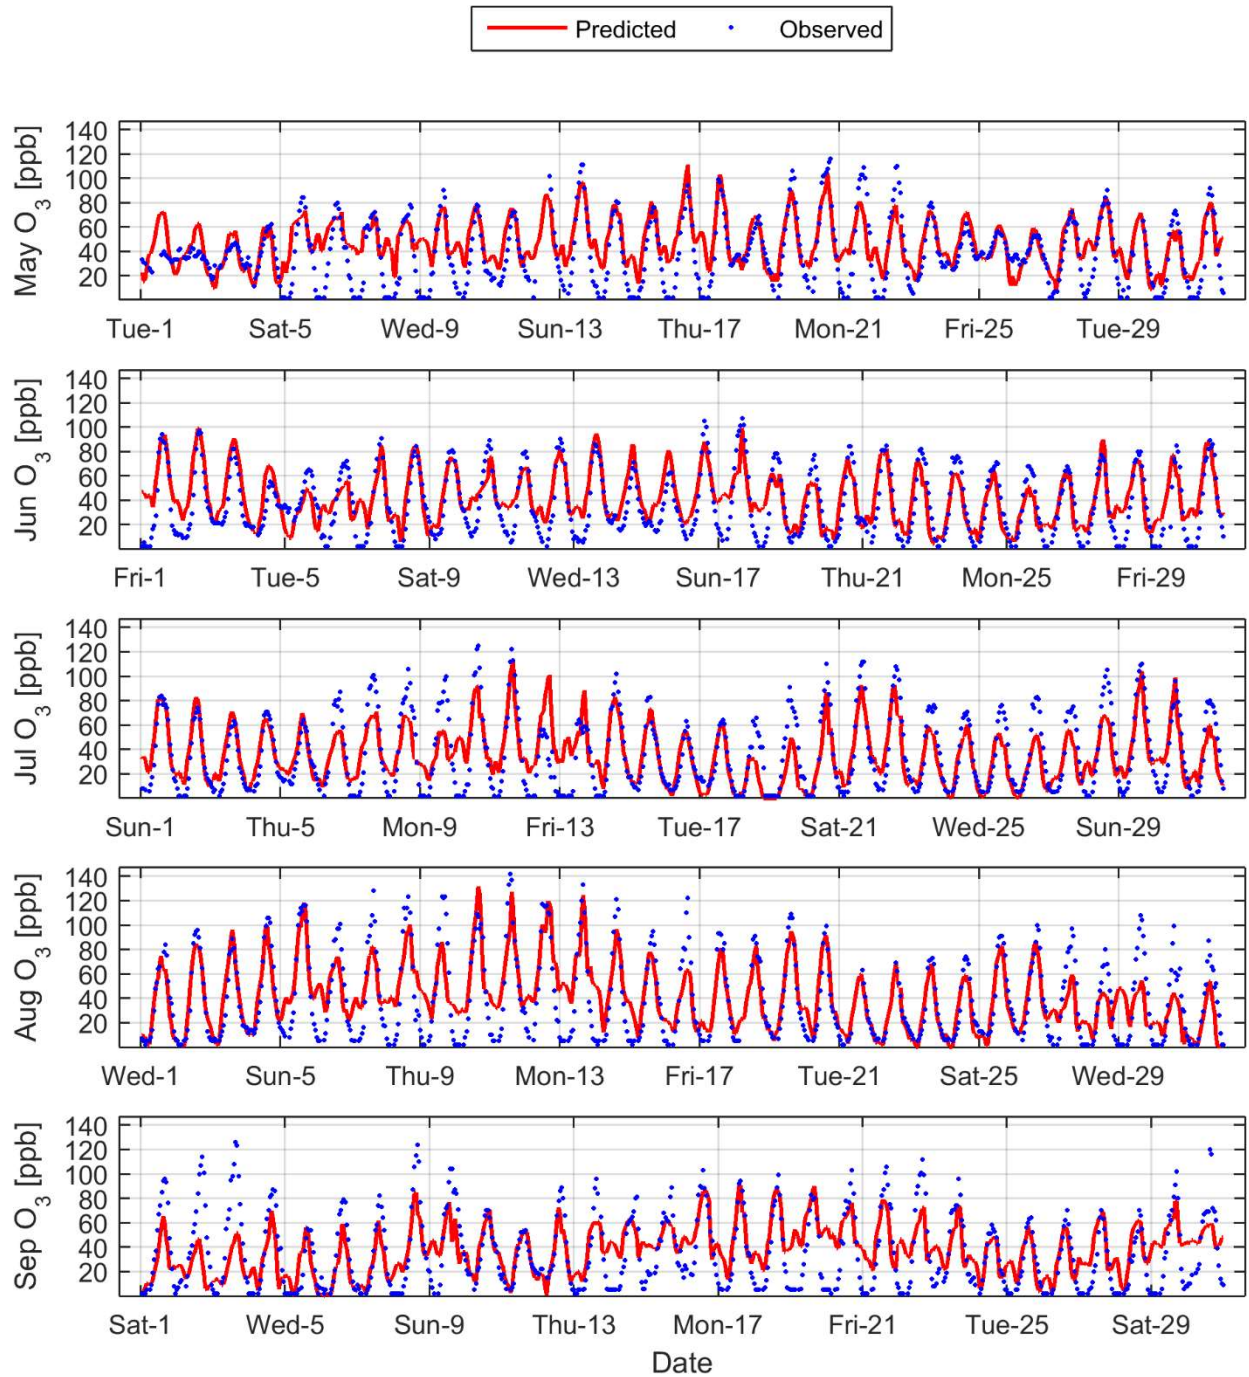 Predicted Observed
May O3 [ppb]
140
120
100
80
60
40
20
Tue-1 Sat-5 Wed-9 Sun-13 Thu-17 Mon-21 Fri-25 Tue-29
Jun O3 [ppb]
140
120
100
80
60
40
20
Fri-1 Tue-5 Sat-9 Wed-13 Sun-17 Thu-21 Mon-25 Fri-29
Jul O3 [ppb]
140
120
100
80
60
40
20
Sun-1 Thu-5 Mon-9 Fri-13 Tue-17 Sat-21 Wed-25 Sun-29
Aug O3 [ppb]
140
120
100
80
60
40
20
Wed-1 Sun-5 Thu-9 Mon-13 Fri-17 Tue-21 Sat-25 Wed-29
Sep O3 [ppb]
140
120
100
80
60
40
20
Sat-1 Wed-5 Sun-9 Thu-13 Mon-17 Fri-21 Tue-25 Sat-29
Date